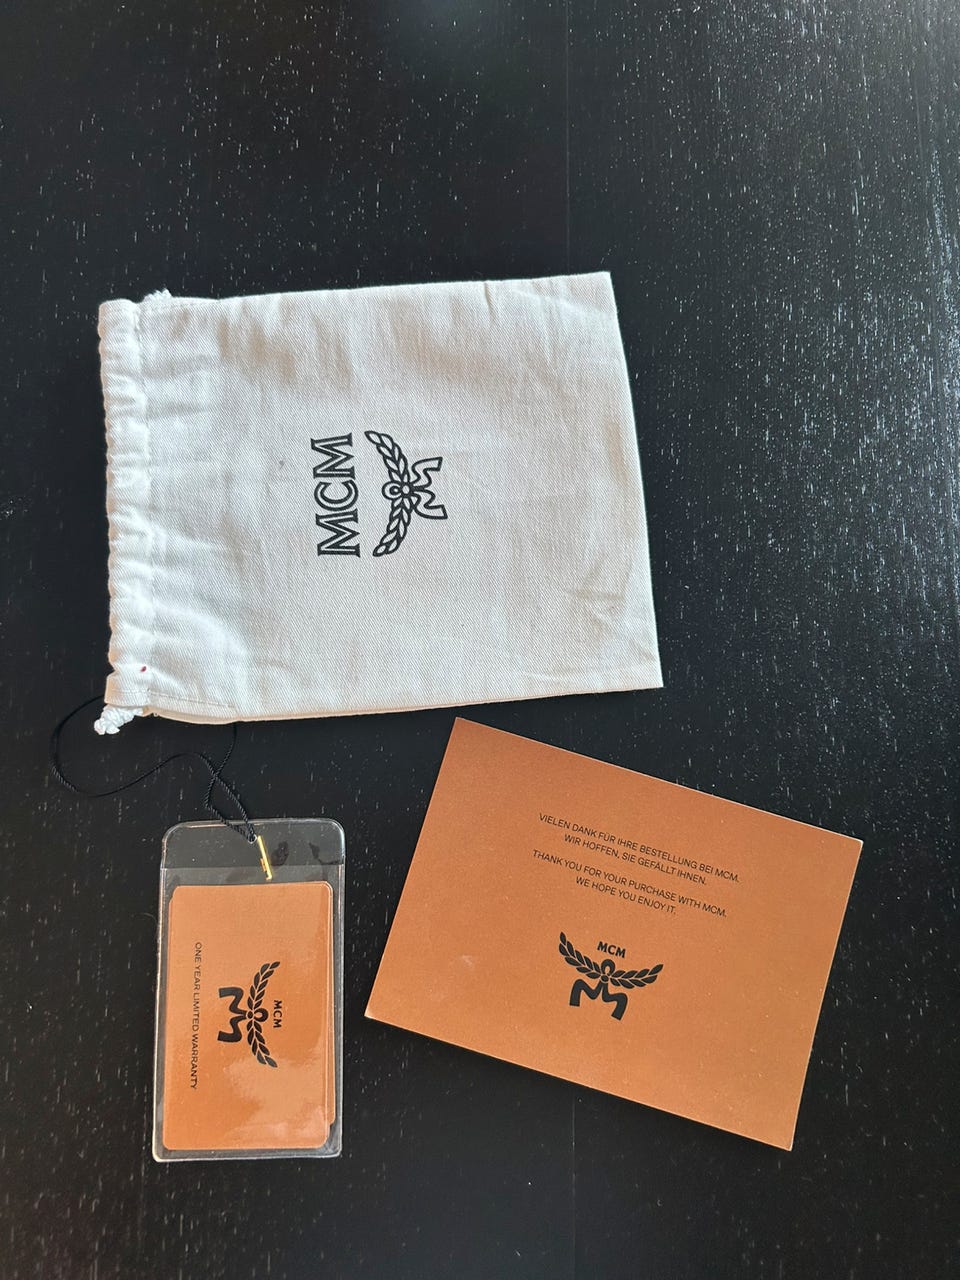 MCM
VIELEN DANK FÜR IHRE BESTELLUNG BEI MCM.
WIR HOFFEN, SIE GEFÄLLT IHNEN.
THANK YOU FOR YOUR PURCHASE WITH MCM.
WE HOPE YOU ENJOY IT.
MCM
MCM
ONE YEAR LIMITED WARRANTY